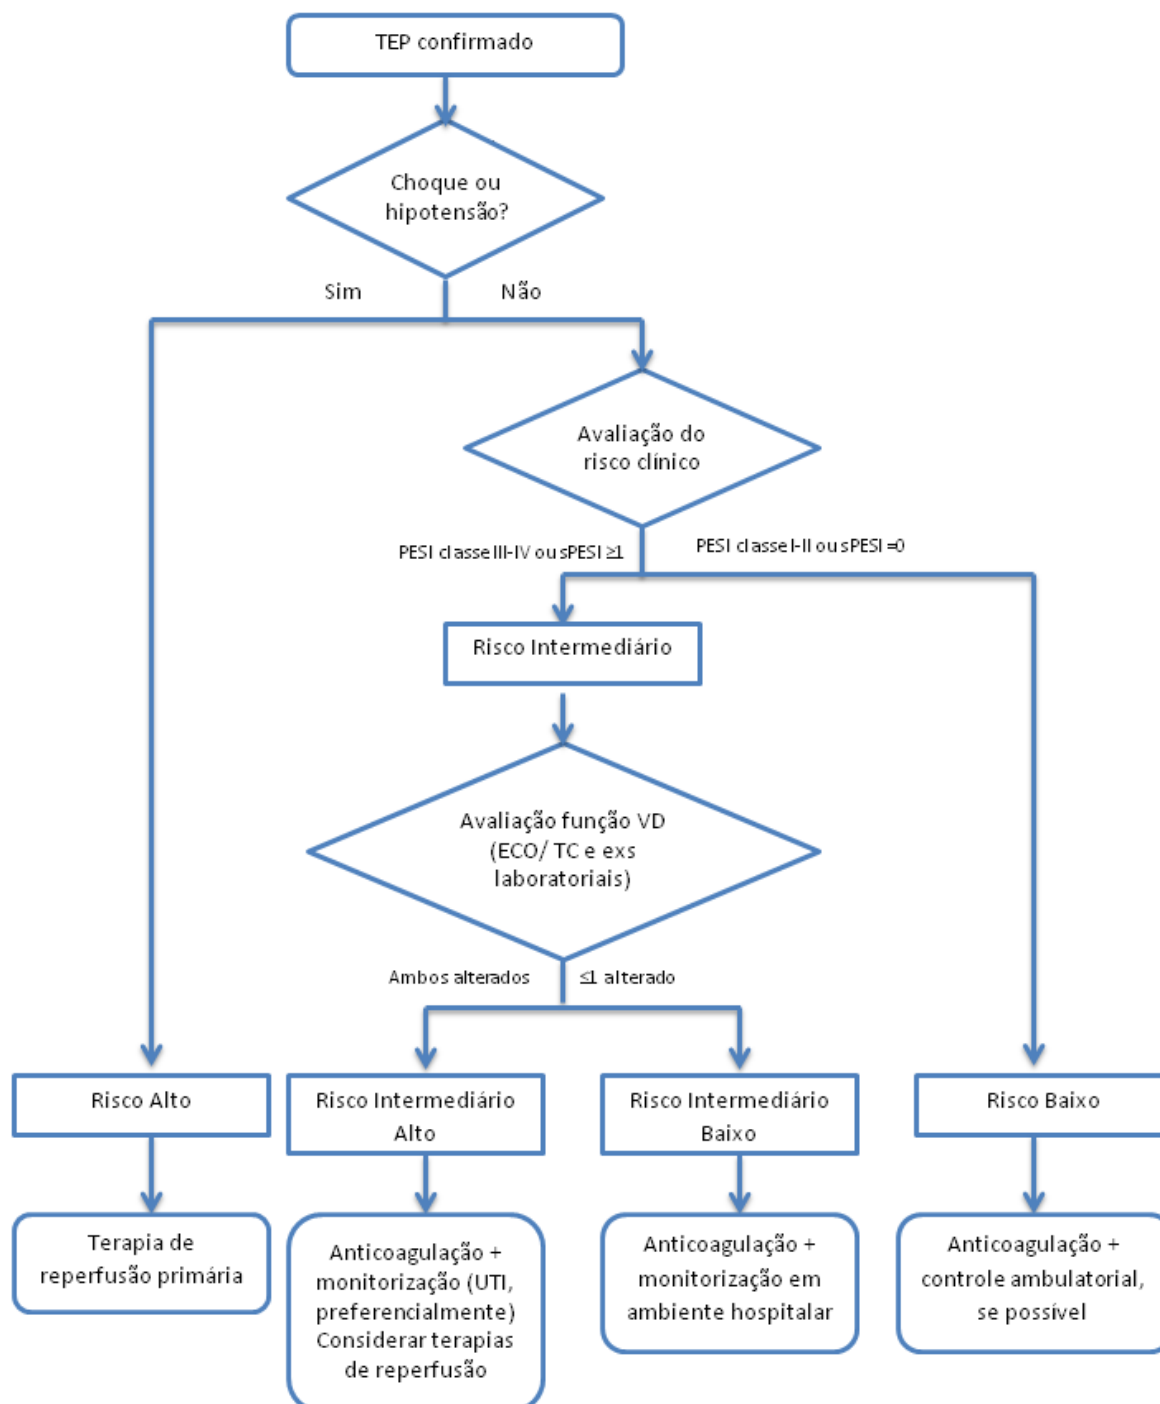 TEP confirmado
Choque ou
hipotensão?
Sim
Não
Avaliação do
risco clínico
PESI classe III-IV ou sPESI ≥1
PESI classe I-II ou sPESI =0
Risco Intermediário
Avaliação função VD
(ECO/ TC e exs
laboratoriais)
Ambos alterados
≤1 alterado
Risco Alto
Risco Intermediário
Alto
Risco Intermediário
Baixo
Risco Baixo
Terapia de
reperfusão primária
Anticoagulação +
monitorização (UTI,
preferencialmente)
Considerar terapias
de reperfusão
Anticoagulação +
monitorização em
ambiente hospitalar
Anticoagulação +
controle ambulatorial,
se possível